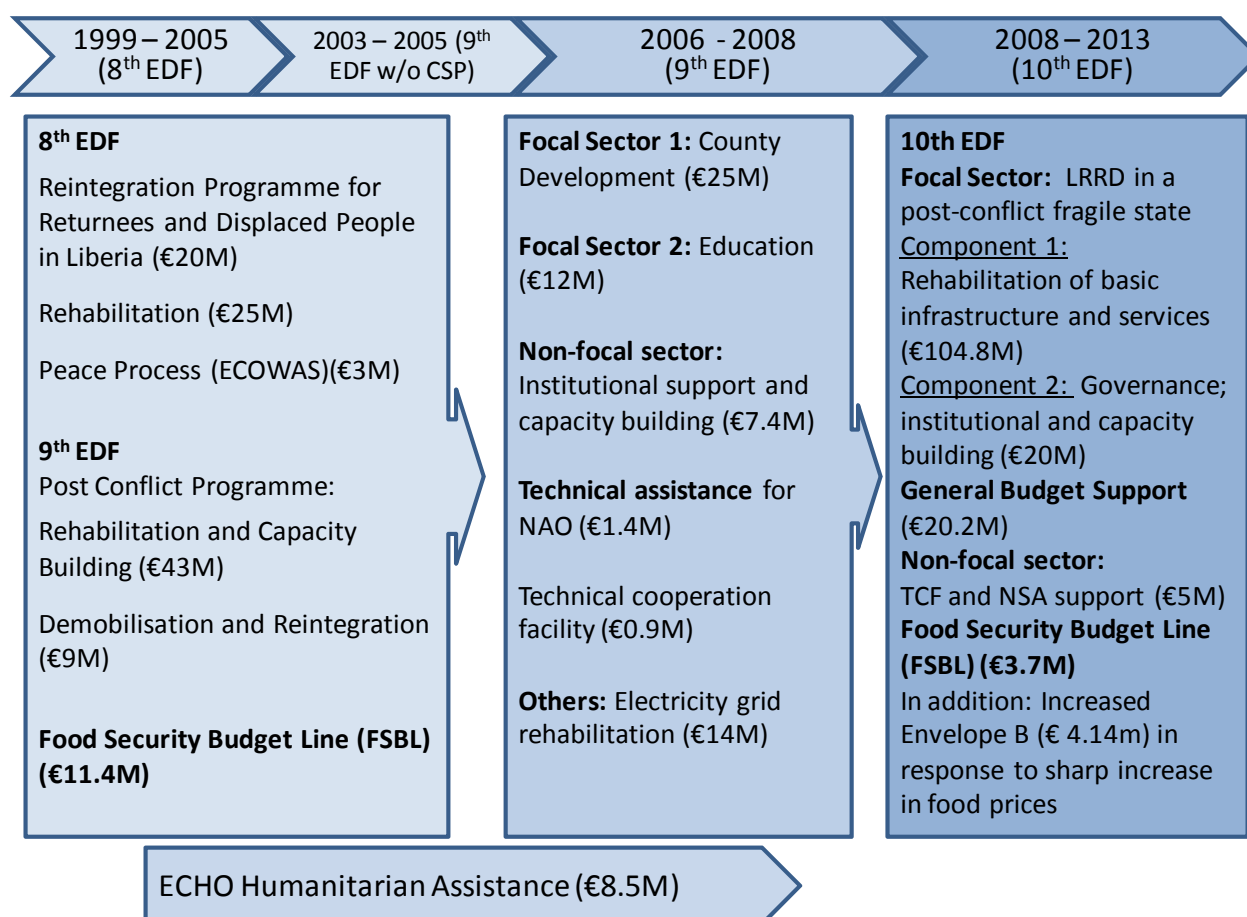 1999 – 2005
(8th EDF)
2003 – 2005 (9th
EDF w/o CSP)
2006 - 2008
(9th EDF)
2008 – 2013
(10th EDF)
8th EDF
Reintegration Programme for
Returnees and Displaced People
in Liberia (€20M)
Rehabilitation (€25M)
Peace Process (ECOWAS)(€3M)
9th EDF
Post Conflict Programme:
Rehabilitation and Capacity
Building (€43M)
Demobilisation and Reintegration
(€9M)
Food Security Budget Line (FSBL)
(€11.4M)
Focal Sector 1: County
Development (€25M)
Focal Sector 2: Education
(€12M)
Non-focal sector:
Institutional support and
capacity building (€7.4M)
Technical assistance for
NAO (€1.4M)
Technical cooperation
facility (€0.9M)
Others: Electricity grid
rehabilitation (€14M)
10th EDF
Focal Sector: LRRD in a
post-conflict fragile state
Component 1:
Rehabilitation of basic
infrastructure and services
(€104.8M)
Component 2: Governance;
institutional and capacity
building (€20M)
General Budget Support
(€20.2M)
Non-focal sector:
TCF and NSA support (€5M)
Food Security Budget Line
(FSBL) (€3.7M)
In addition: Increased
Envelope B (€ 4.14m) in
response to sharp increase
in food prices
ECHO Humanitarian Assistance (€8.5M)